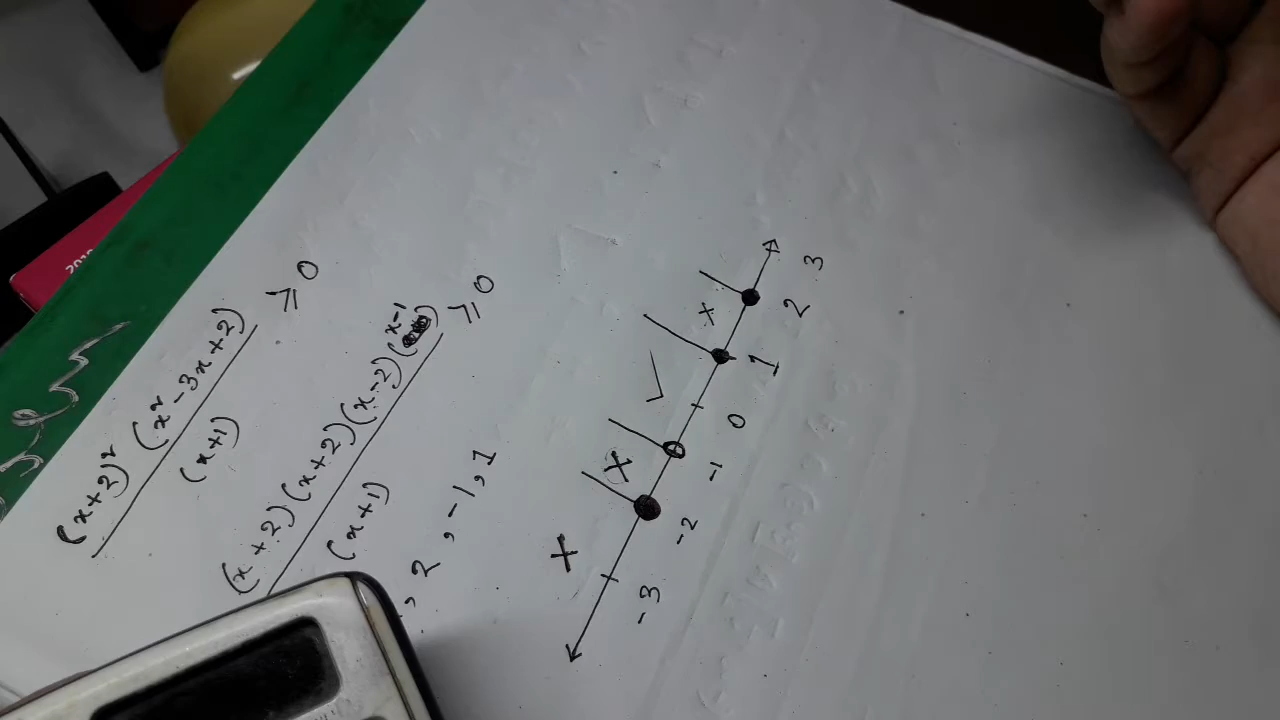 (x+2)² (x²-3x+2)
(x+1)
≥ 0
(x+2)(x+2)(x-2)(x-1)
(x+1)
≥ 0
, 2, -1, 1
x x ✓ x
-3 -2 -1 0 1 2 3